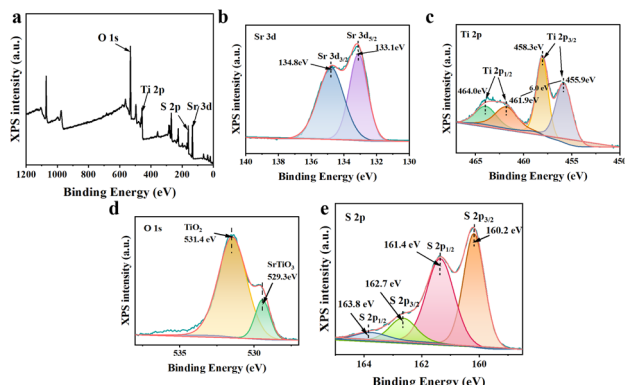 a
XPS intensity (a.u.)
O 1s
Ti 2p
S 2p
Sr 3d
1200 1000 800 600 400 200 0
Binding Energy (eV)
b
XPS intensity (a.u.)
Sr 3d
Sr 3d5/2
Sr 3d3/2
133.1eV
134.8eV
140 138 136 134 132 130
Binding Energy (eV)
c
XPS intensity (a.u.)
Ti 2p
458.3eV
Ti 2p3/2
Ti 2p1/2
6.0 eV
464.0eV
461.9eV
455.9eV
465 460 455 450
Binding Energy (eV)
d
XPS intensity (a.u.)
O 1s
TiO2
531.4 eV
SrTiO3
529.3eV
535 530
Binding Energy (eV)
e
XPS intensity (a.u.)
S 2p
S 2p3/2
160.2 eV
S 2p1/2
161.4 eV
162.7 eV
S 2p3/2
163.8 eV
S 2p1/2
164 162 160
Binding Energy (eV)